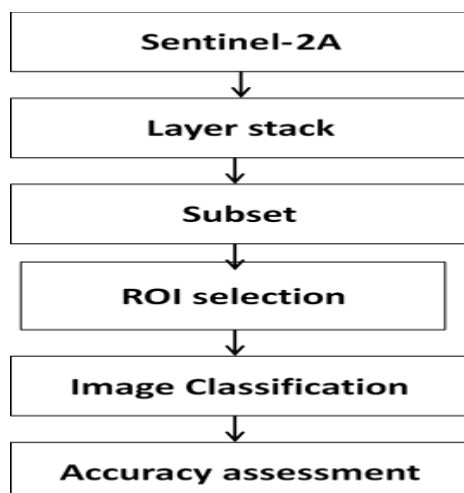 Sentinel-2A
Layer stack
Subset
ROI selection
Image Classification
Accuracy assessment